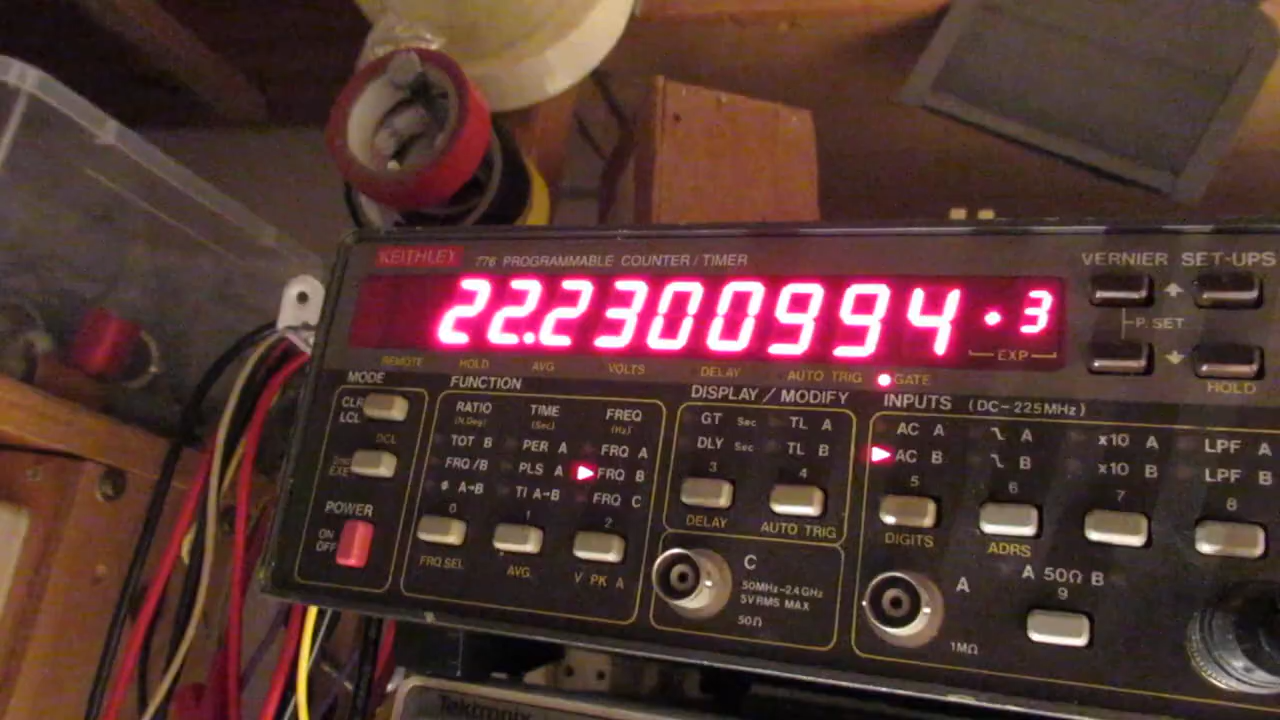 KEITHLEY 776 PROGRAMMABLE COUNTER/TIMER
VERNIER SET-UPS
22.2300994 3
P.SET
EXP
REMOTE HOLD AVG VOLTS DELAY AUTO TRIG GATE
HOLD
MODE
CLR
LCL
DCL
EXE
POWER
ON
OFF
FUNCTION
RATIO TIME FREQ
(N,Deg) (Sec) (Hz)
TOT B PER A FRQ A
FRQ/B PLS A FRQ B
ϕ A→B TI A→B FRQ C
0 1 2
FRQ SEL AVG V PK A
DISPLAY / MODIFY
GT Sec TL A
DLY Sec TL B
3 4
DELAY AUTO TRIG
C
50MHz-2.4GHz
5VRMS MAX
50Ω
INPUTS (DC-225MHz)
AC A A x10 A LPF A
AC B B x10 B LPF B
5 6 7 8
DIGITS ADRS
A 50Ω B
9
A
1MΩ
Tektronix